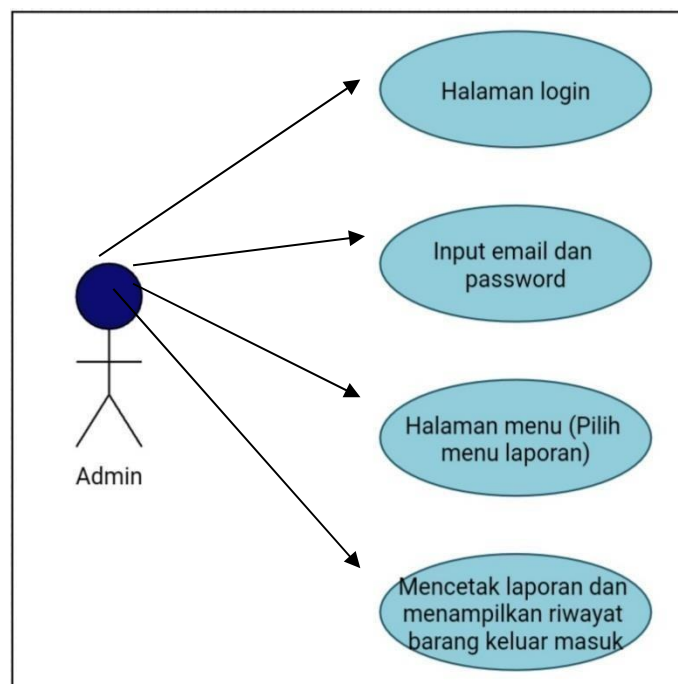 Halaman login
Input email dan
password
Halaman menu (Pilih
menu laporan)
Admin
Mencetak laporan dan
menampilkan riwayat
barang keluar masuk